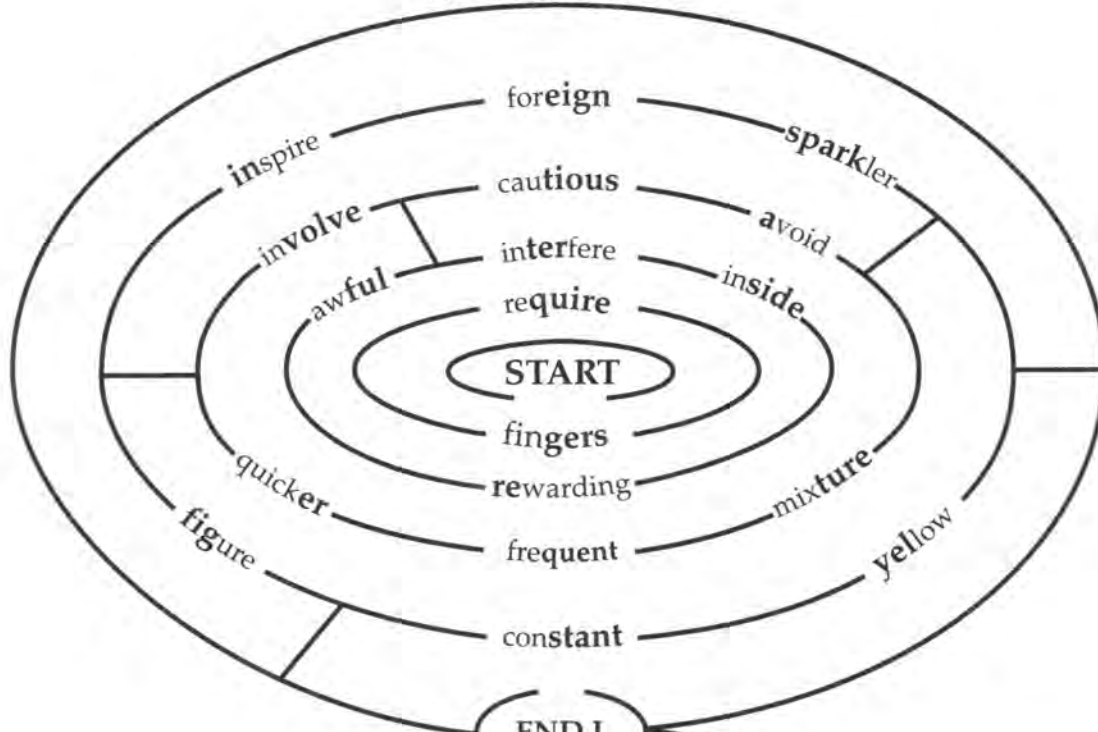 foreign
sparkler
inspire
cautious
involve
avoid
interfere
awful
inside
require
START
fingers
quicker
rewarding
mixture
figure
frequent
yellow
constant